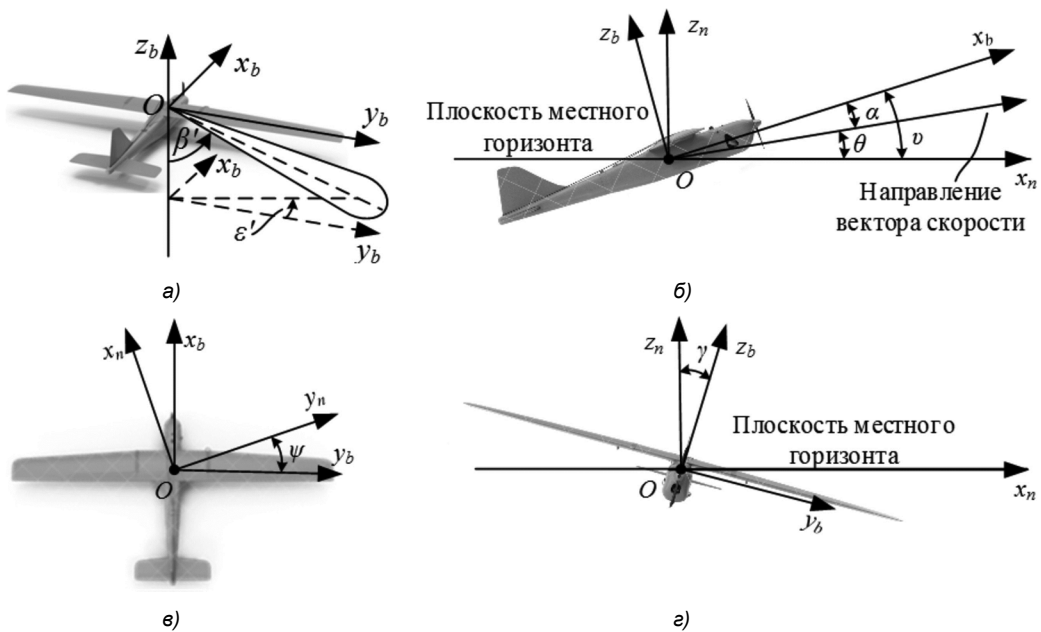 z_b
x_b
O
y_b
β'
x_b
ε'
y_b
а)
z_b
z_n
x_b
Плоскость местного
горизонта
α
θ
υ
O
x_n
Направление
вектора скорости
б)
x_n
x_b
y_n
ψ
y_b
O
в)
z_n
γ
z_b
Плоскость местного
горизонта
O
x_n
y_b
г)